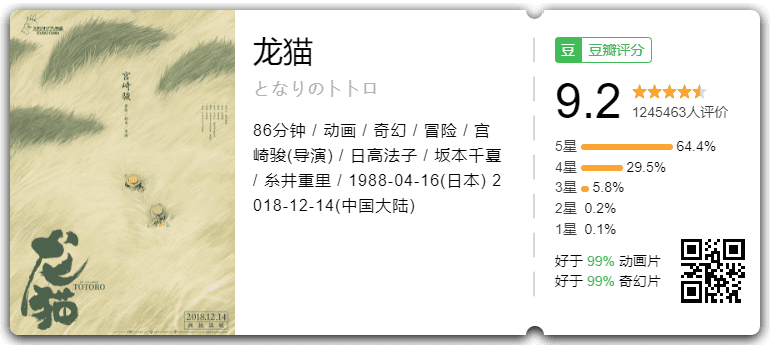 宮崎骏
龙猫
TOTORO
2018.12.14
龙猫
となりのトトロ
86分钟 / 动画 / 奇幻 / 冒险 / 宫
崎骏(导演) / 日高法子 / 坂本千夏
/ 糸井重里 / 1988-04-16(日本) 2
018-12-14(中国大陆)
豆 豆瓣评分
9.2
1245463人评价
5星 64.4%
4星 29.5%
3星 5.8%
2星 0.2%
1星 0.1%
好于 99% 动画片
好于 99% 奇幻片